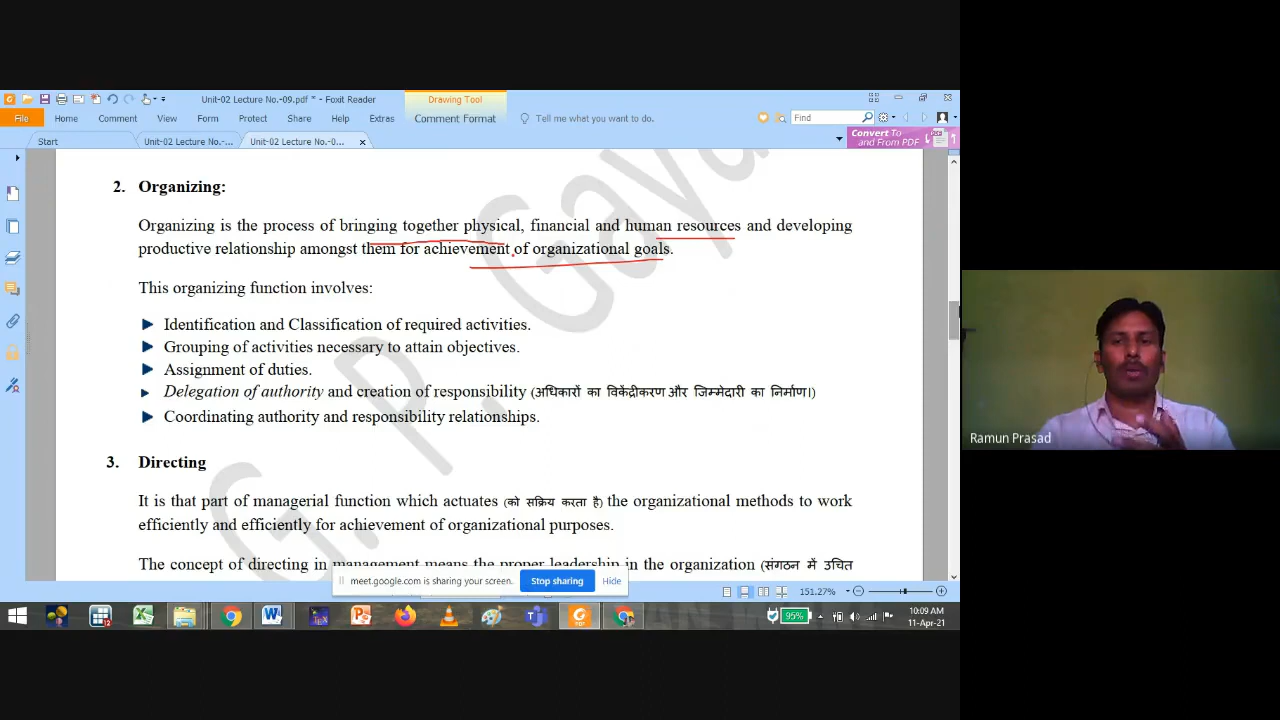 Unit-02 Lecture No.-09.pdf * - Foxit Reader
Drawing Tool
File Home Comment View Form Protect Share Help Extras Comment Format Tell me what you want to do. Find
Start Unit-02 Lecture No.-... Unit-02 Lecture No.-0... Convert To
and From PDF
2. Organizing:
Organizing is the process of bringing together physical, financial and human resources and developing
productive relationship amongst them for achievement of organizational goals.
This organizing function involves:
Identification and Classification of required activities.
Grouping of activities necessary to attain objectives.
Assignment of duties.
Delegation of authority and creation of responsibility (अधिकारों का विकेंद्रीकरण और जिम्मेदारी का निर्माण।)
Coordinating authority and responsibility relationships.
3. Directing
It is that part of managerial function which actuates (को सक्रिय करता है) the organizational methods to work
efficiently and efficiently for achievement of organizational purposes.
The concept of directing in management means the proper leadership in the organization (संगठन में उचित
G. P. Gaya
Ramun Prasad
meet.google.com is sharing your screen. Stop sharing Hide
151.27%
95%
10:09 AM
11-Apr-21